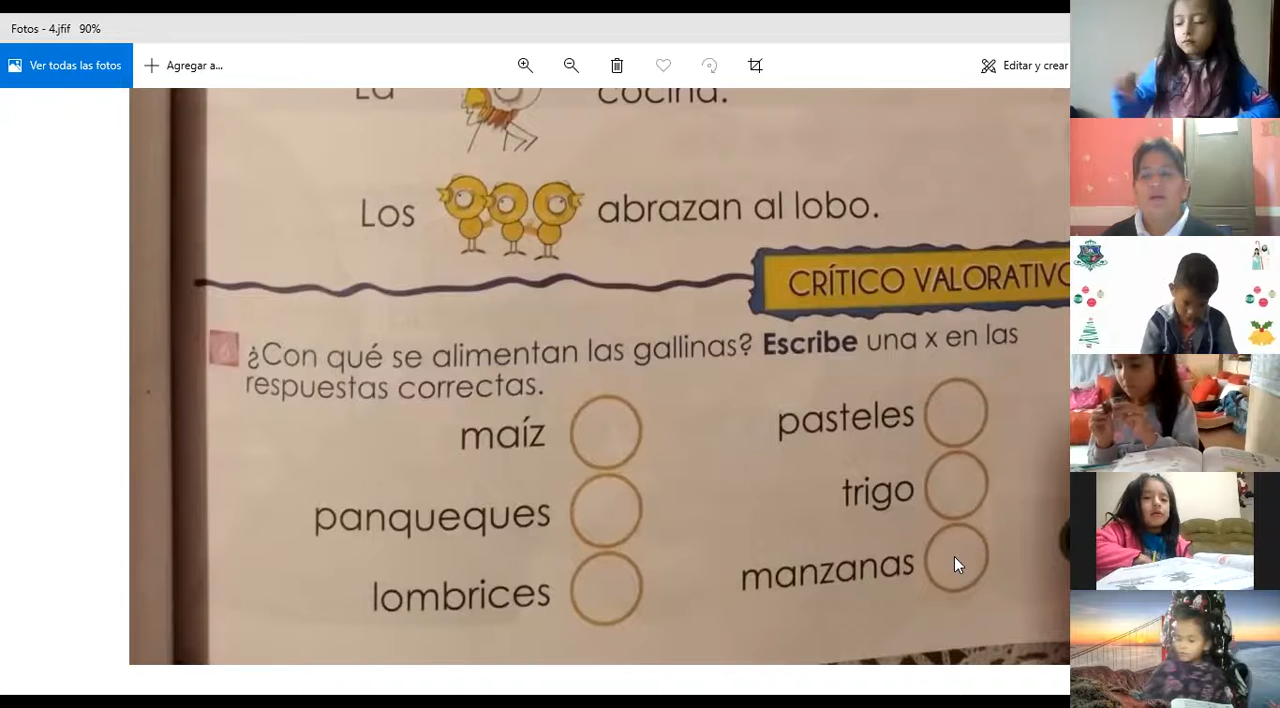 Fotos - 4.jfif 90%
Ver todas las fotos
Agregar a...
Editar y crear
La cocina.
Los abrazan al lobo.
CRÍTICO VALORATIVO
¿Con qué se alimentan las gallinas? Escribe una x en las
respuestas correctas.
maíz
pasteles
panqueques
trigo
lombrices
manzanas